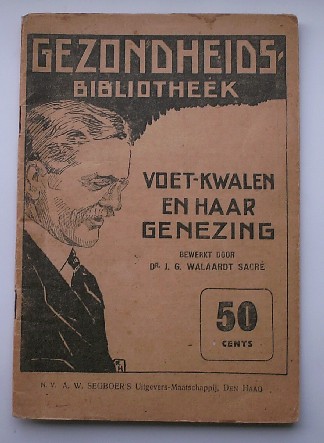 GEZONDHEIDS
BIBLIOTHEEK
VOET-KWALEN
EN HAAR
GENEZING
BEWERKT DOOR
DR. J. G. WALAARDT SACRÉ
50
CENTS
N. V. A. W. SEGBOER'S Uitgevers-Maatschappij, DEN HAAG